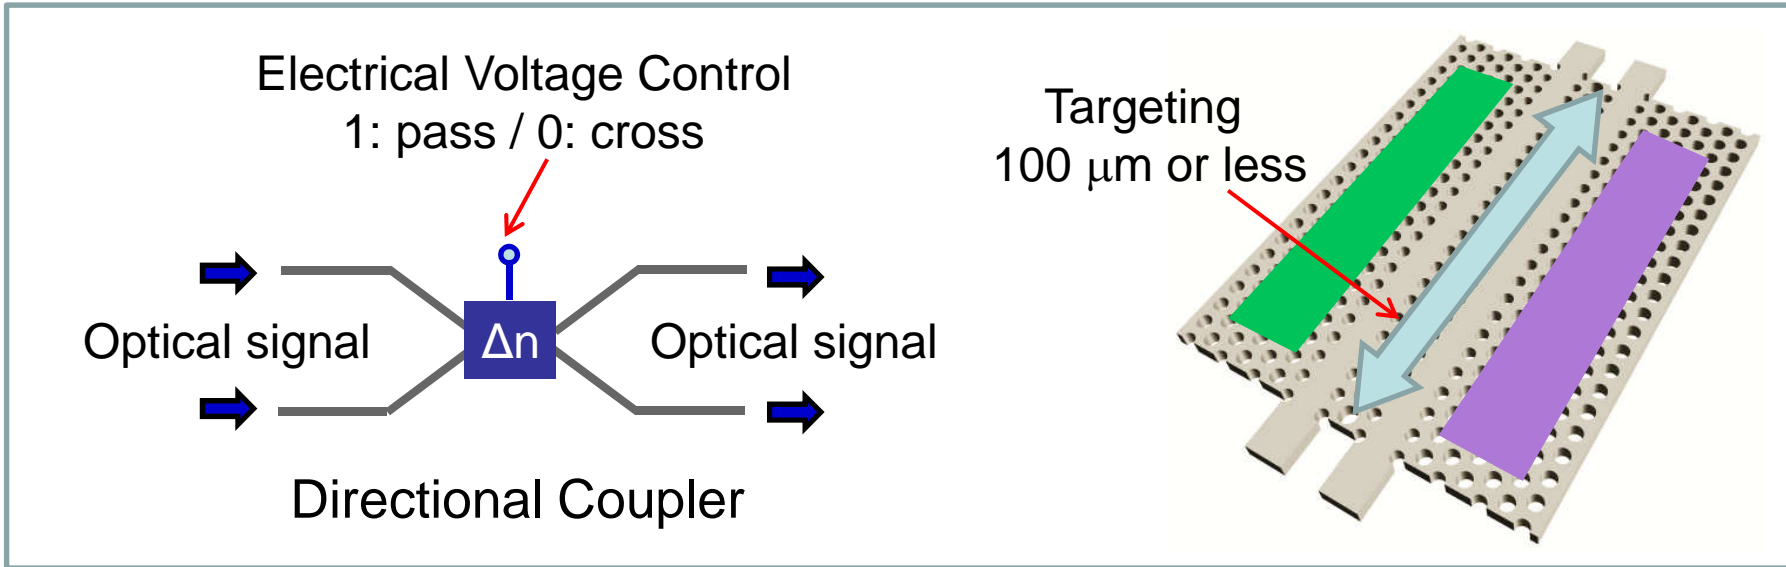 Electrical Voltage Control
1: pass / 0: cross
Optical signal
Δn
Optical signal
Directional Coupler
Targeting
100 μm or less